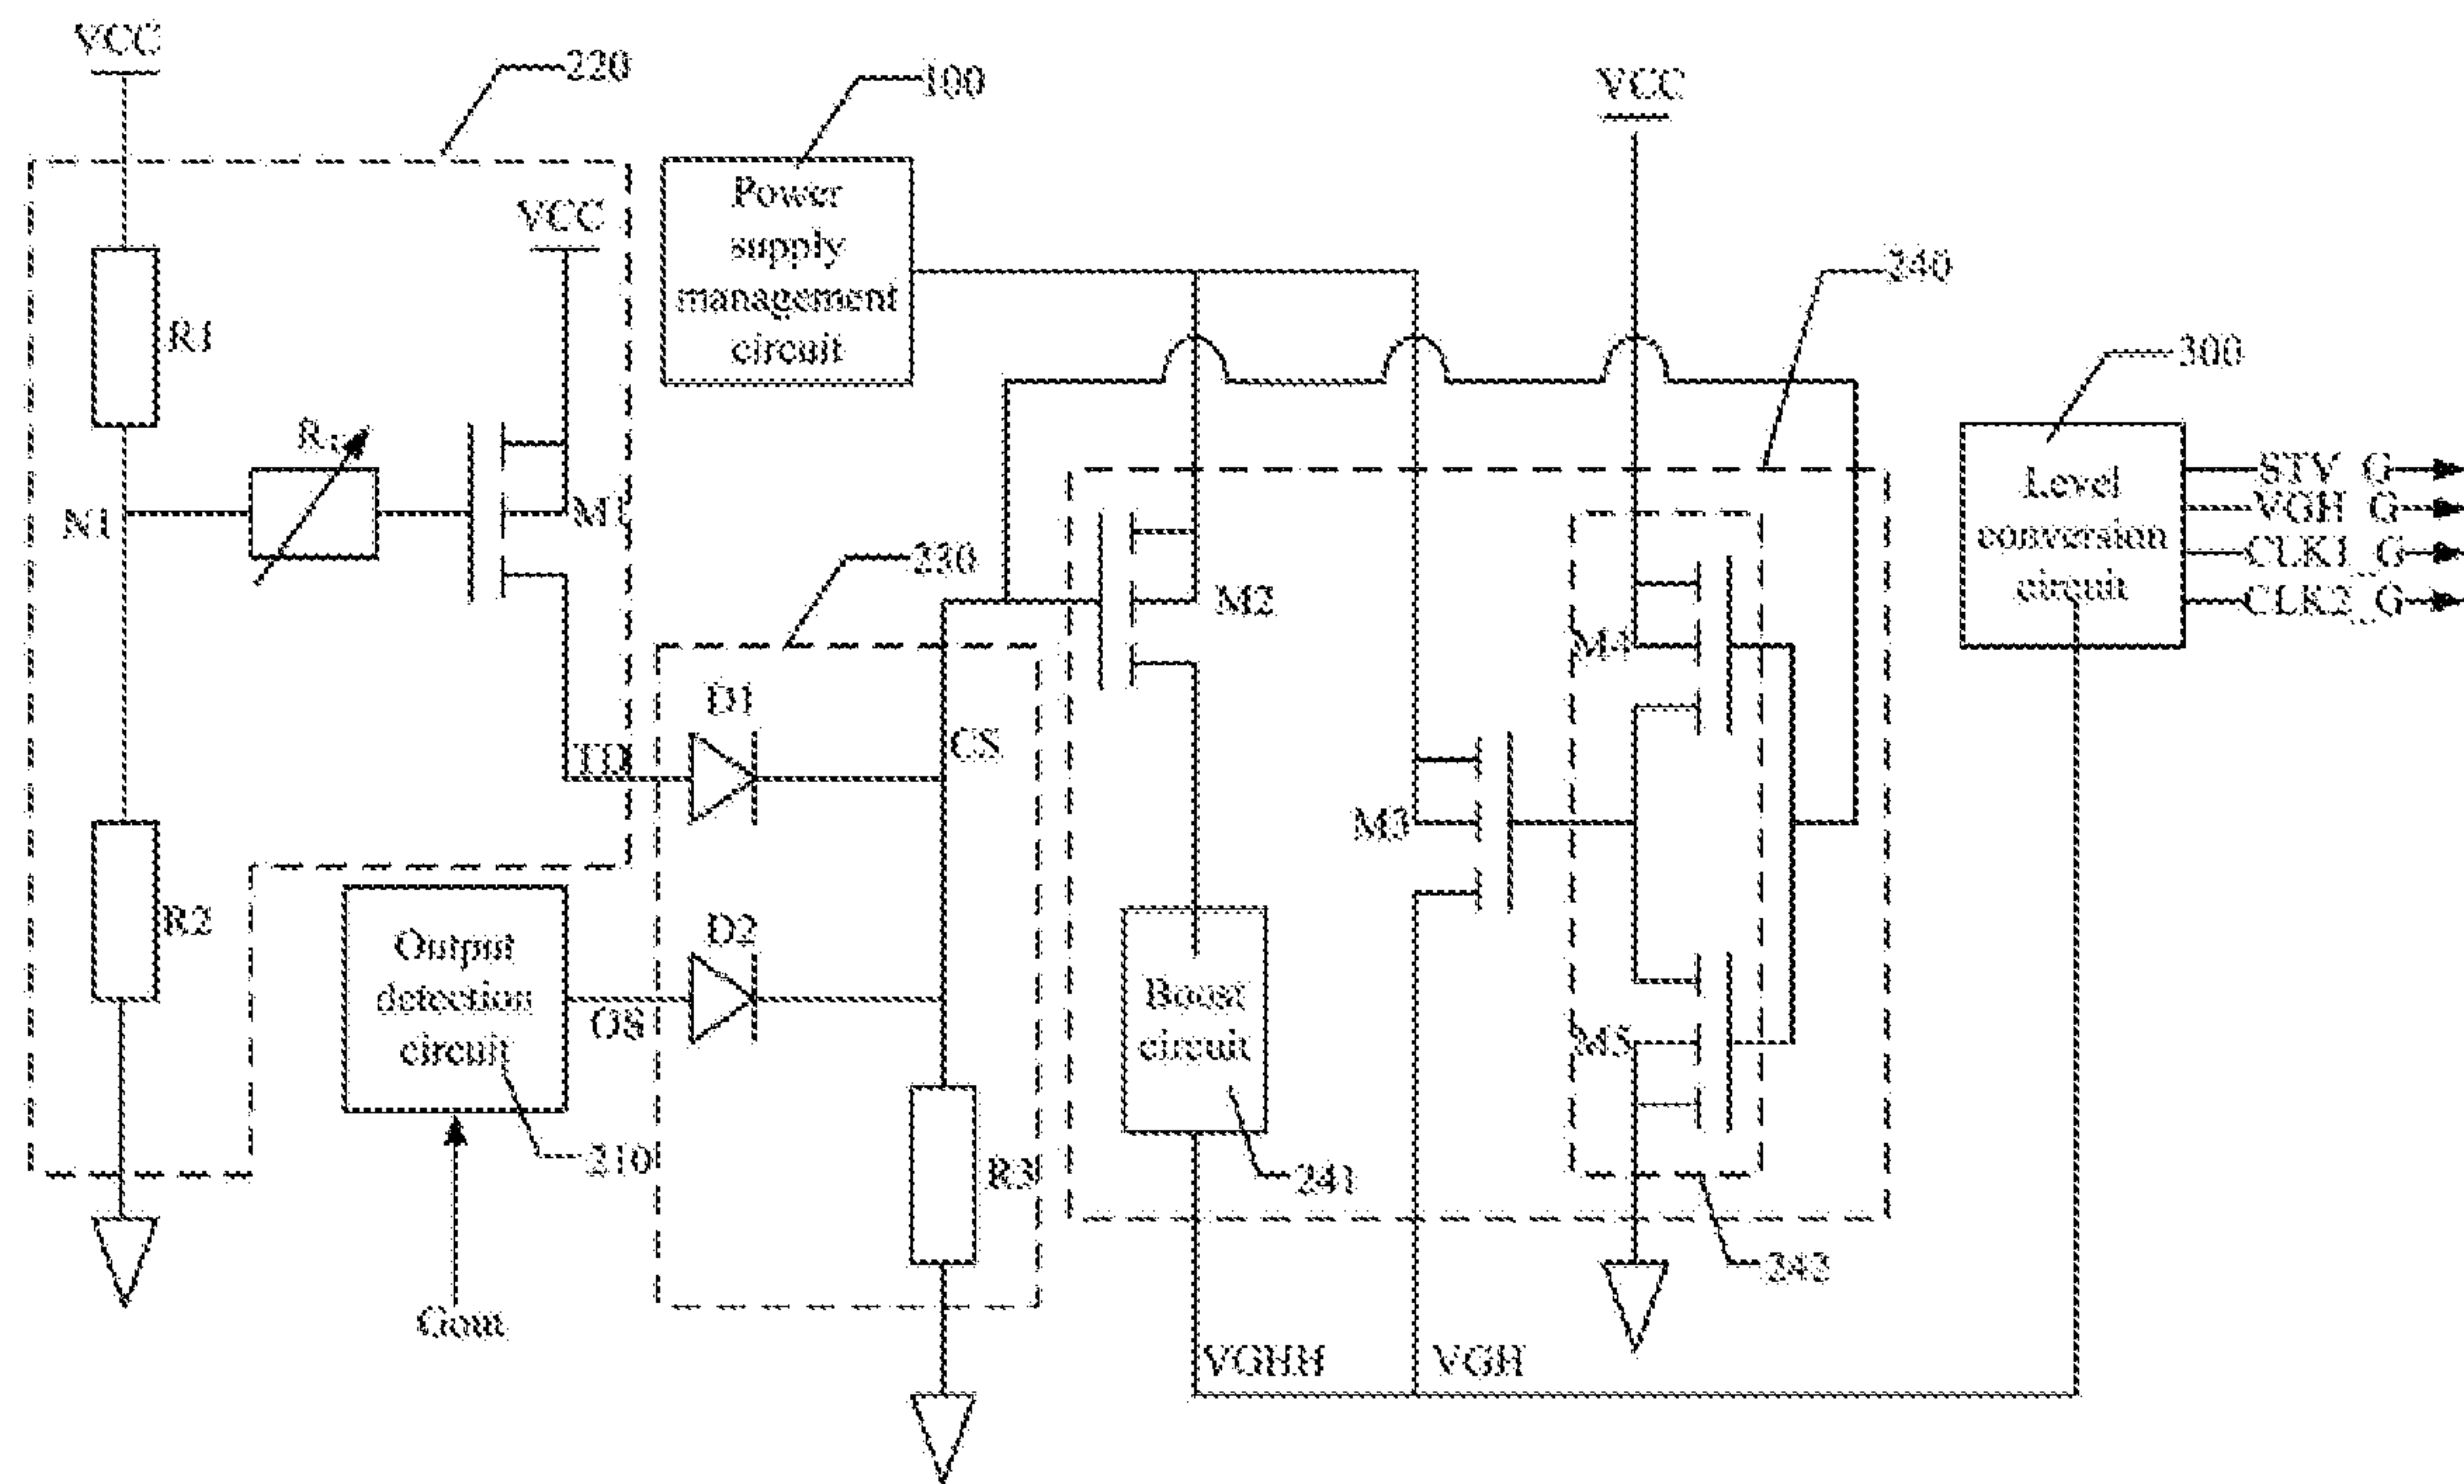 VCC
220
100
VCC
Power
supply
management
circuit
VCC
240
R1
300
N1
M1
Level
conversion
circuit
STV_G
VGH_G
CLK1_G
CLK2_G
230
M2
M4
D1
CS
TD
M3
R2
D2
Output
detection
circuit
OS
Boost
circuit
M5
210
R3
241
242
Gout
VGHH
VGH